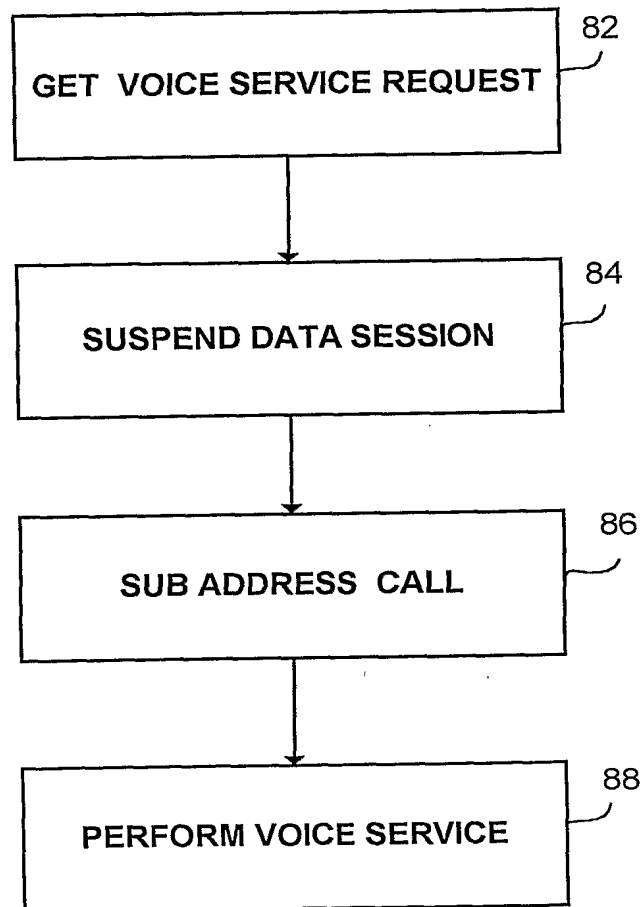 82
GET VOICE SERVICE REQUEST
84
SUSPEND DATA SESSION
86
SUB ADDRESS CALL
88
PERFORM VOICE SERVICE